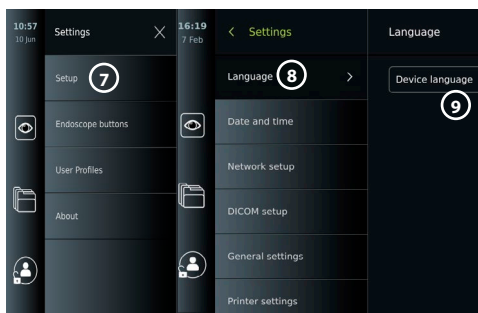 10:57
10 Jun
Settings
Setup
7
Endoscope buttons
User Profiles
About
16:19
7 Feb
Settings
Language
8
Date and time
Network setup
DICOM setup
General settings
Printer settings
Language
Device language
9